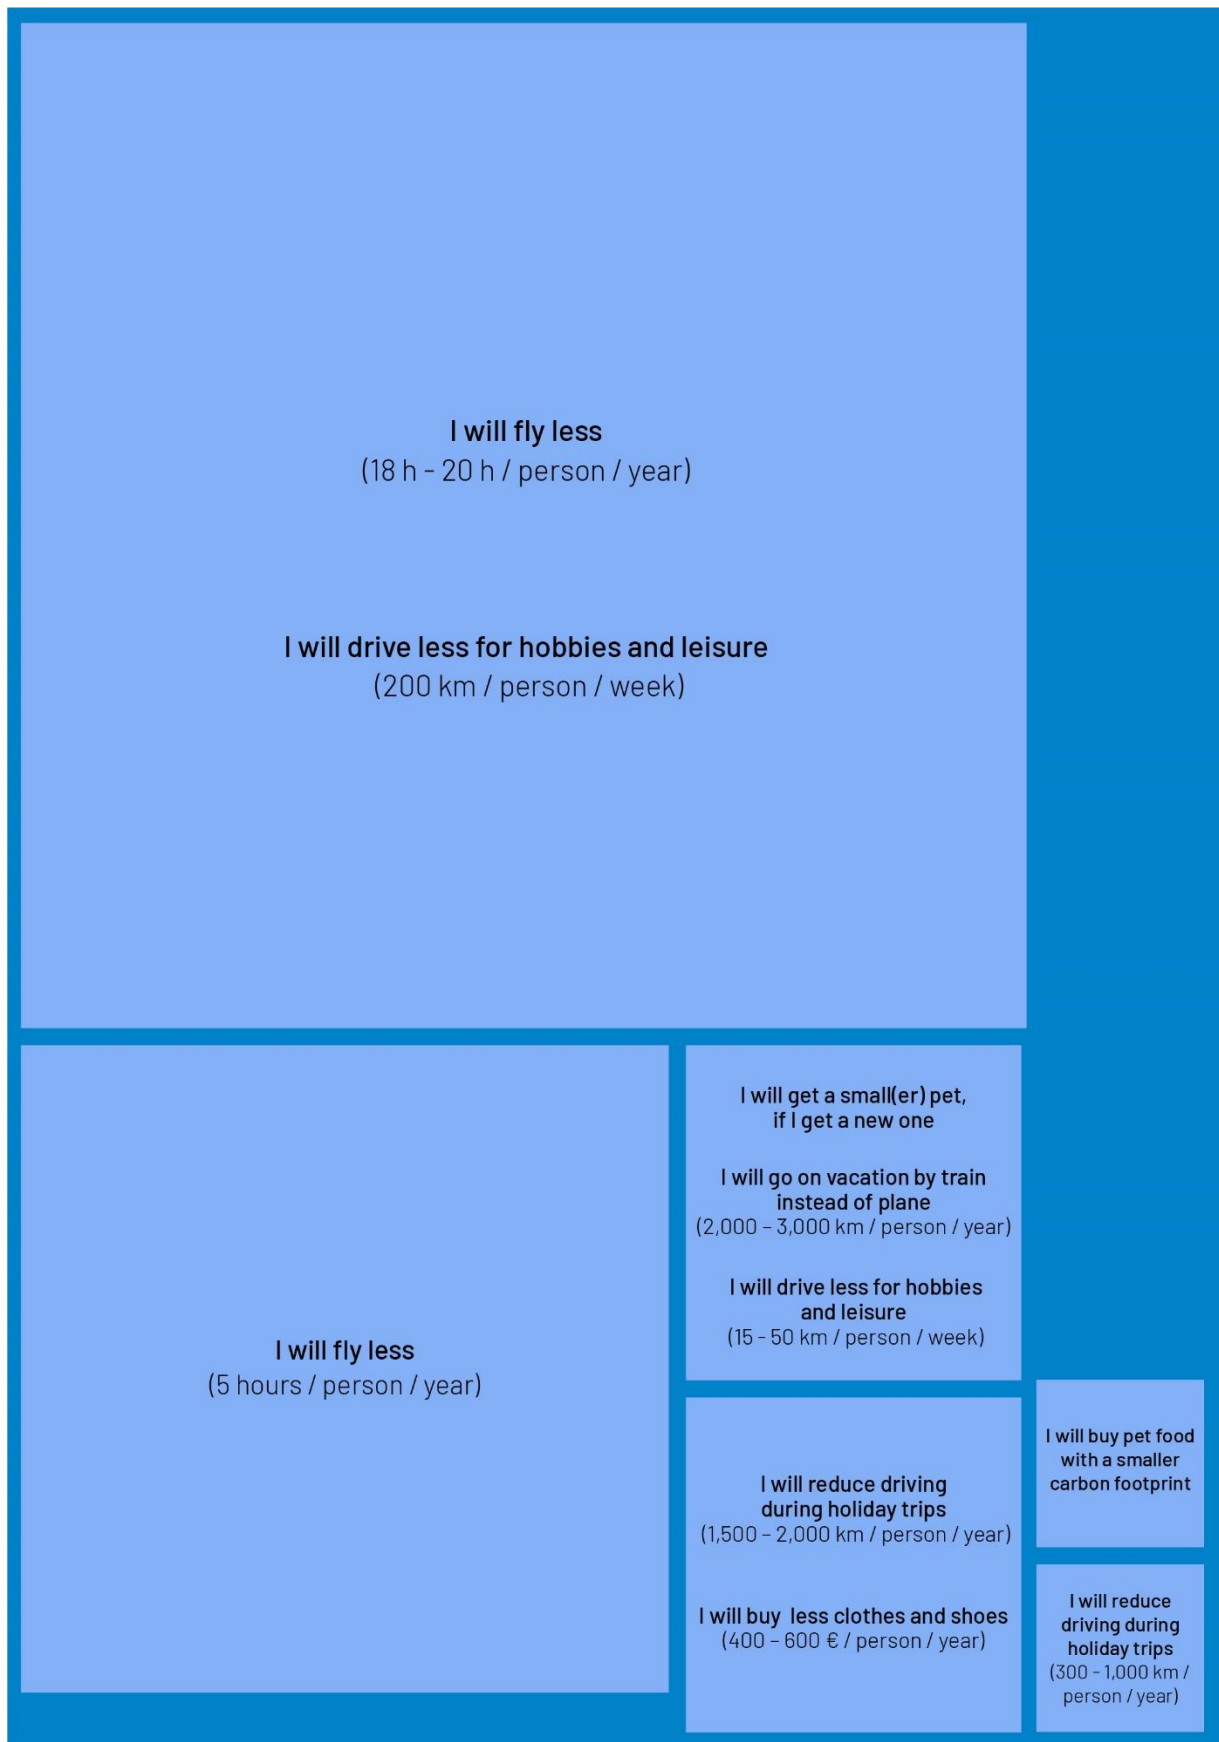 I will fly less
(18 h - 20 h / person / year)
I will drive less for hobbies and leisure
(200 km / person / week)
I will fly less
(5 hours / person / year)
I will get a small(er) pet,
if I get a new one
I will go on vacation by train
instead of plane
(2,000 – 3,000 km / person / year)
I will drive less for hobbies
and leisure
(15 - 50 km / person / week)
I will reduce driving
during holiday trips
(1,500 – 2,000 km / person / year)
I will buy  less clothes and shoes
(400 – 600 € / person / year)
I will buy pet food
with a smaller
carbon footprint
I will reduce
driving during
holiday trips
(300 - 1,000 km /
person / year)